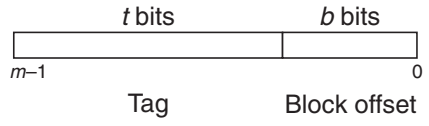 t bits b bits
m–1 0
Tag Block offset